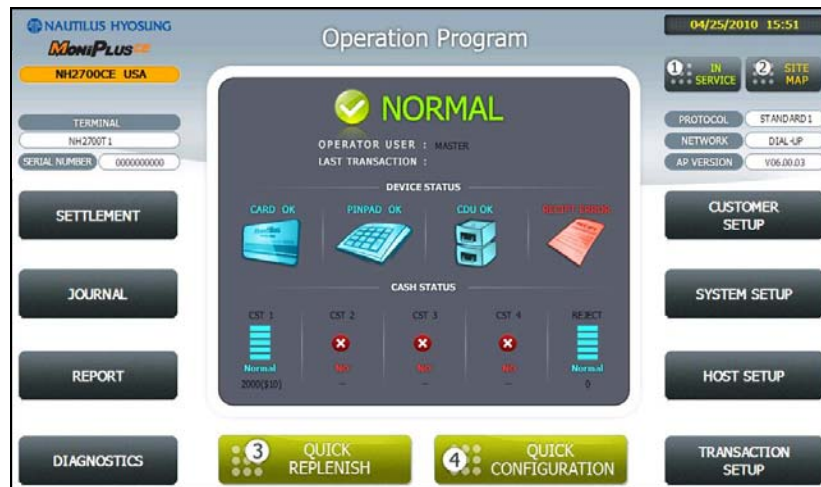 NAUTILUS HYOSUNG
MONiPLUS CE
NH2700CE USA
Operation Program
04/25/2010 15:51
1 IN SERVICE
2 SITE MAP
TERMINAL
NH2700T1
SERIAL NUMBER 0000000000
PROTOCOL STANDARD1
NETWORK DIAL-UP
AP VERSION V06.00.03
NORMAL
OPERATOR USER : MASTER
LAST TRANSACTION :
DEVICE STATUS
CARD OK PINPAD OK CDU OK RECEIPT ERROR
CASH STATUS
CST 1 CST 2 CST 3 CST 4 REJECT
Normal NO NO NO Normal
2000($10) -- -- -- 0
SETTLEMENT
JOURNAL
REPORT
DIAGNOSTICS
CUSTOMER
SETUP
SYSTEM SETUP
HOST SETUP
TRANSACTION
SETUP
3 QUICK
REPLENISH
4 QUICK
CONFIGURATION